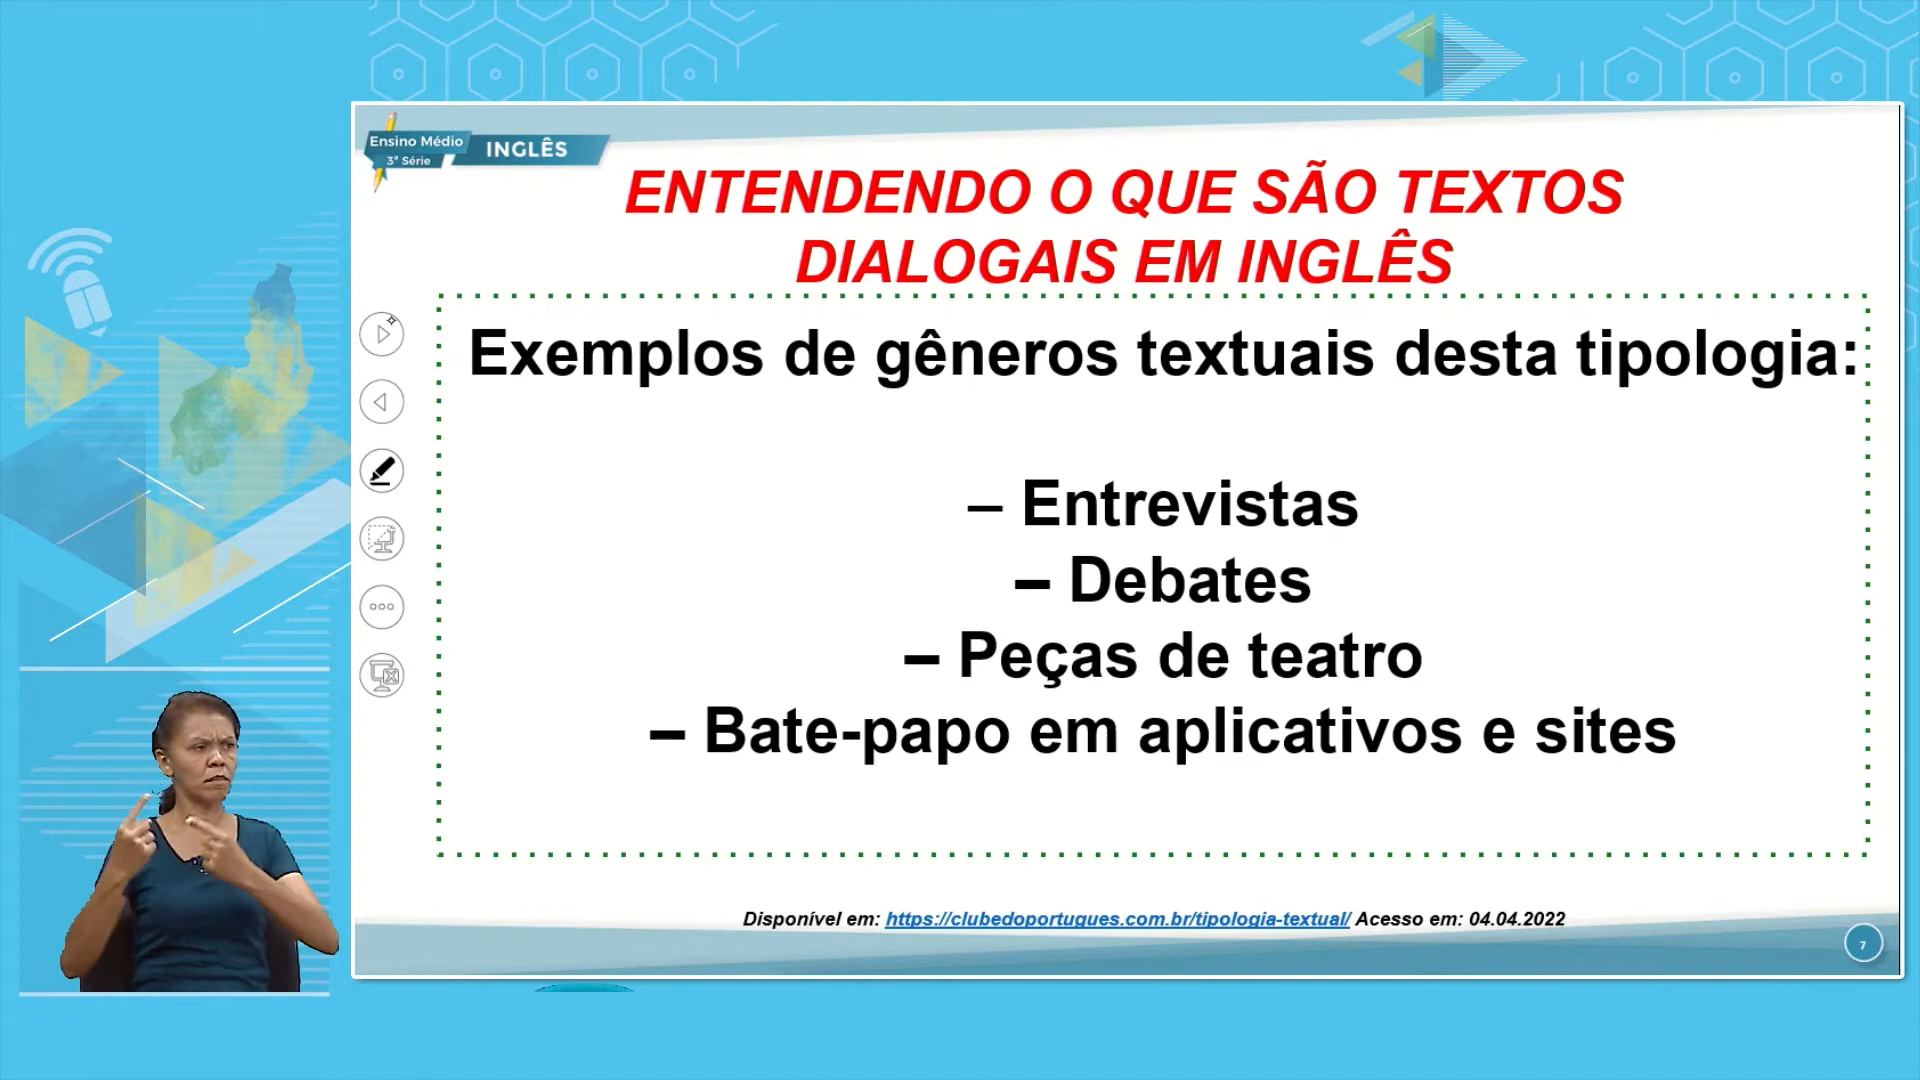 Ensino Médio
3ª Série
INGLÊS
ENTENDENDO O QUE SÃO TEXTOS
DIALOGAIS EM INGLÊS
Exemplos de gêneros textuais desta tipologia:
– Entrevistas
– Debates
– Peças de teatro
– Bate-papo em aplicativos e sites
Disponível em: https://clubedoportugues.com.br/tipologia-textual/ Acesso em: 04.04.2022
7